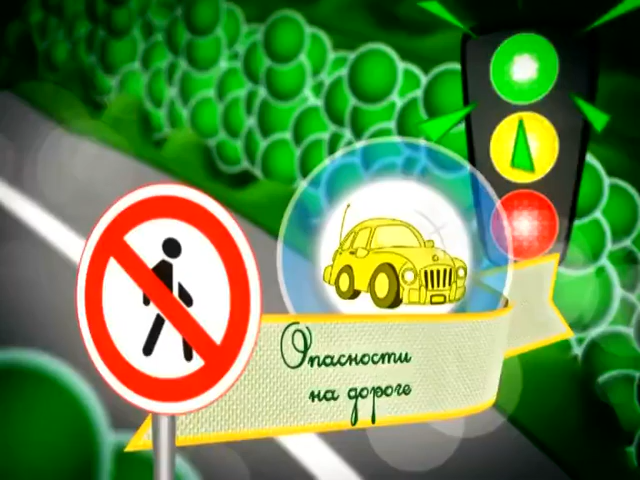 Опасности
на дороге